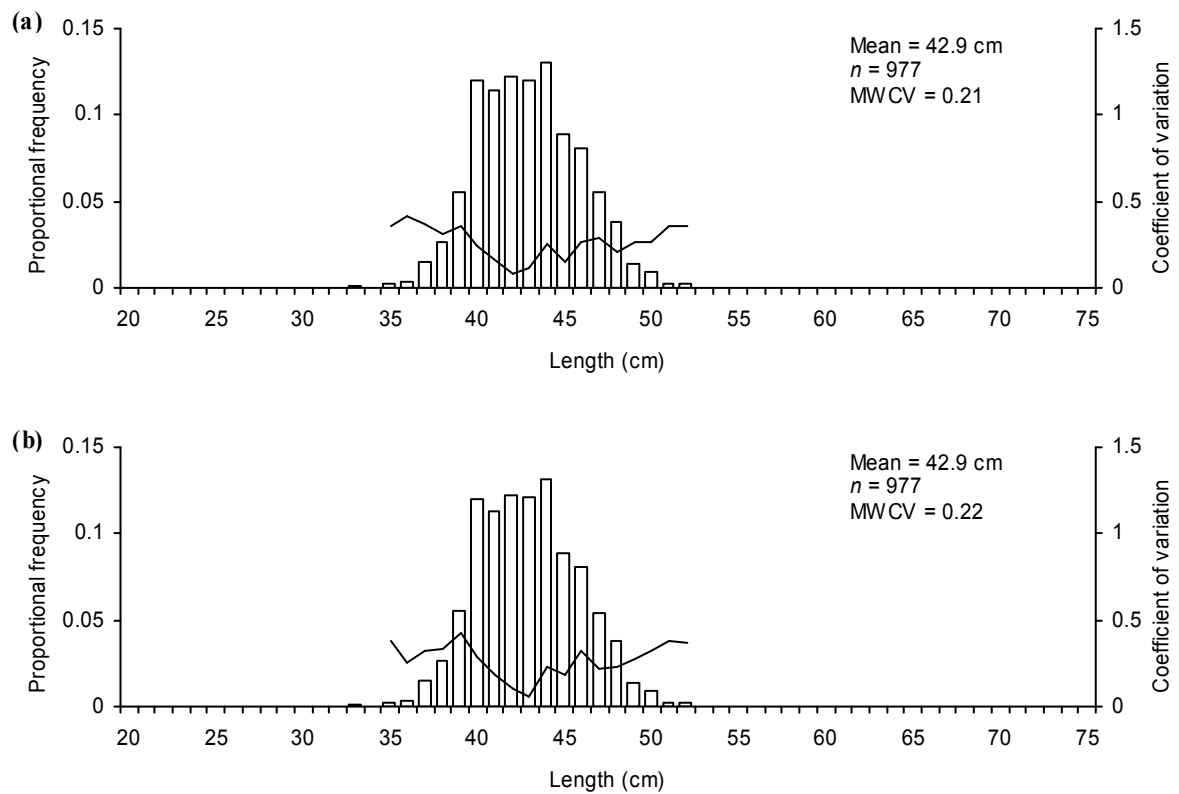 (a)
0.15
0.1
0.05
0
Proportional frequency
Mean = 42.9 cm
n = 977
MWCV = 0.21
1.5
1
0.5
0
Coefficient of variation
20 25 30 35 40 45 50 55 60 65 70 75
Length (cm)
(b)
0.15
0.1
0.05
0
Proportional frequency
Mean = 42.9 cm
n = 977
MWCV = 0.22
1.5
1
0.5
0
Coefficient of variation
20 25 30 35 40 45 50 55 60 65 70 75
Length (cm)